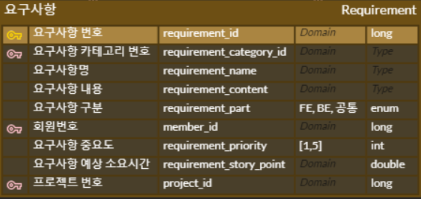 요구사항 Requirement
요구사항 번호 requirement_id Domain long
요구사항 카테고리 번호 requirement_category_id Domain Type
요구사항명 requirement_name Domain Type
요구사항 내용 requirement_content Domain Type
요구사항 구분 requirement_part FE, BE, 공통 enum
회원번호 member_id Domain long
요구사항 중요도 requirement_priority [1,5] int
요구사항 예상 소요시간 requirement_story_point Domain double
프로젝트 번호 project_id Domain long